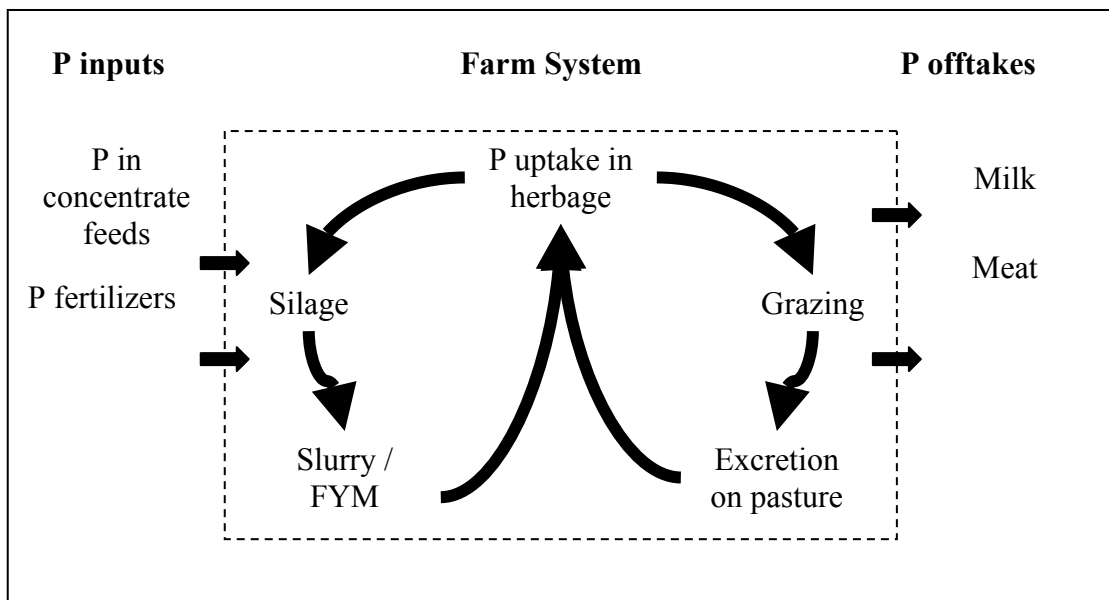 P inputs
Farm System
P offtakes
P in
concentrate
feeds
P fertilizers
P uptake in
herbage
Silage
Grazing
Slurry /
FYM
Excretion
on pasture
Milk
Meat